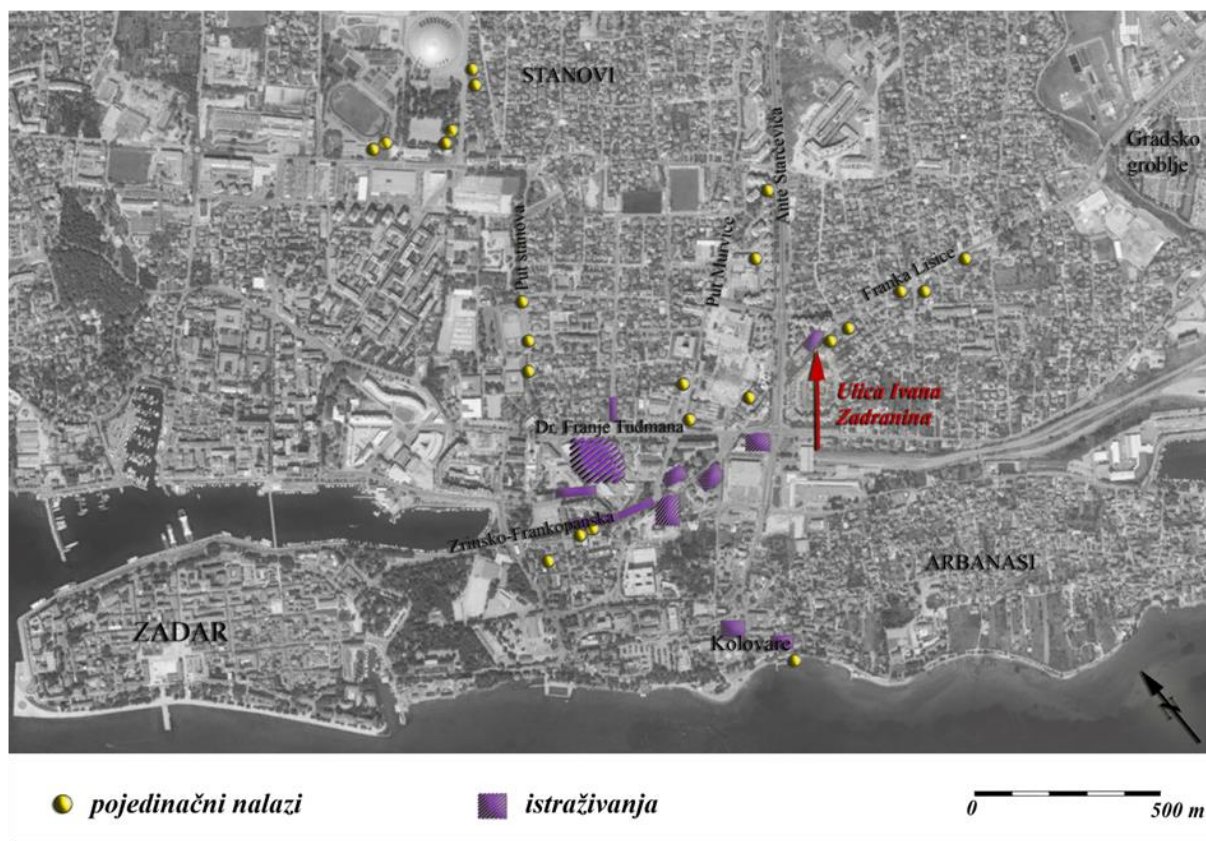 STANOVI
Gradsko
groblje
Ante Starčevića
Put stanova
Put Murvice
Franka Lisice
Ulica Ivana
Zadranina
Dr. Franje Tuđmana
Zrinsko-Frankopanska
ARBANASI
ZADAR
Kolovare
N
pojedinačni nalazi
istraživanja
0 500 m